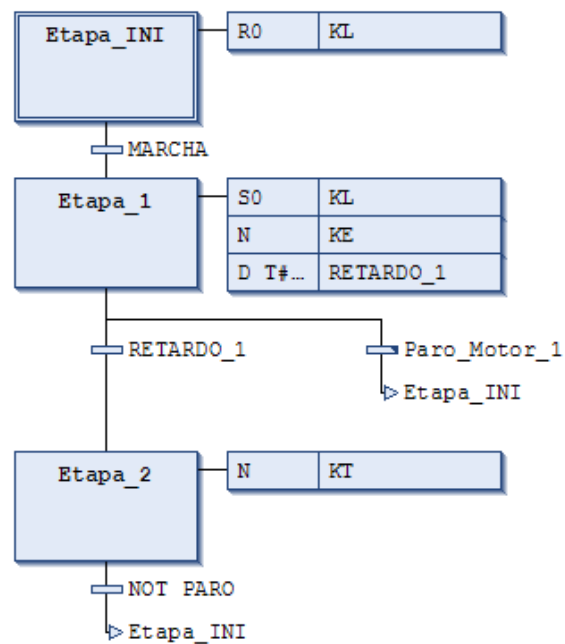 Etapa_INI R0 KL
MARCHA
Etapa_1 S0 KL
N KE
D T#... RETARDO_1
RETARDO_1 Paro_Motor_1
Etapa_INI
Etapa_2 N KT
NOT PARO
Etapa_INI